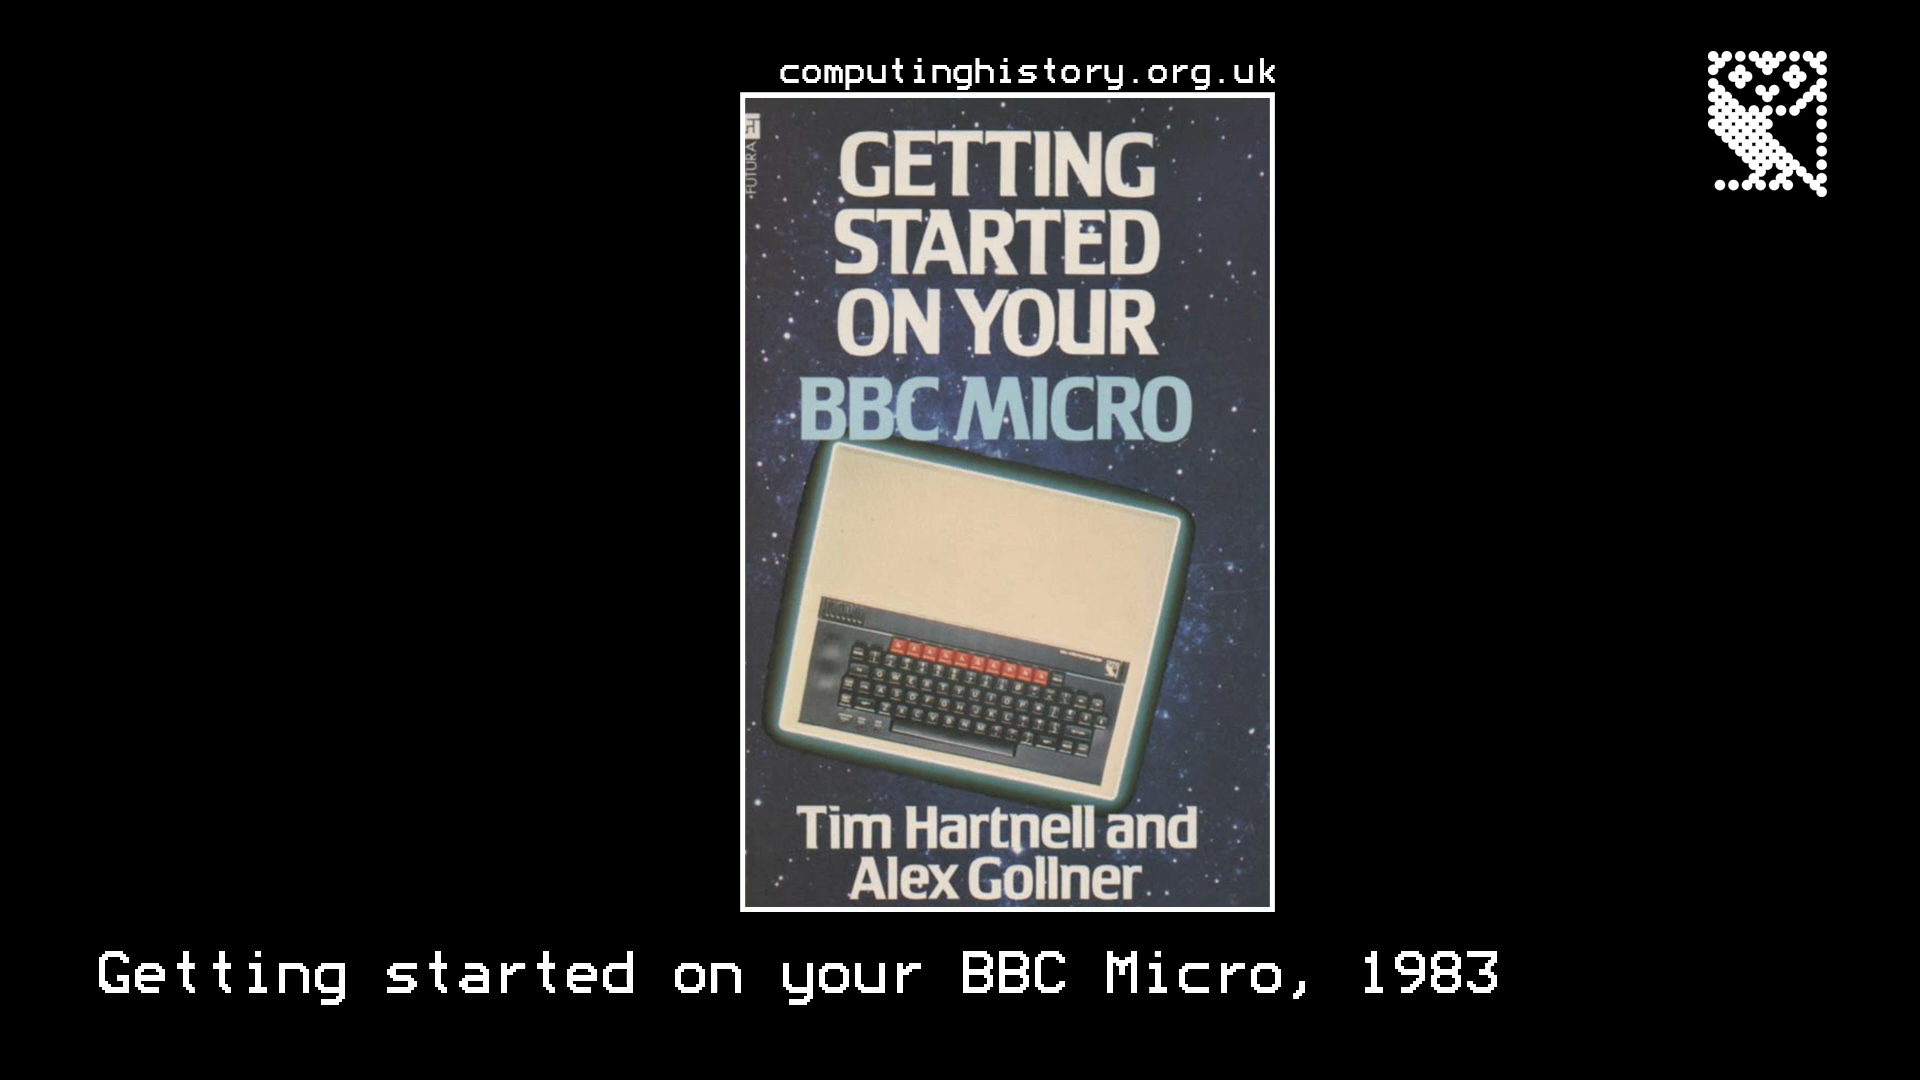 computinghistory.org.uk
FUTURA
GETTING
STARTED
ON YOUR
BBC MICRO
Tim Hartnell and
Alex Gollner
Getting started on your BBC Micro, 1983